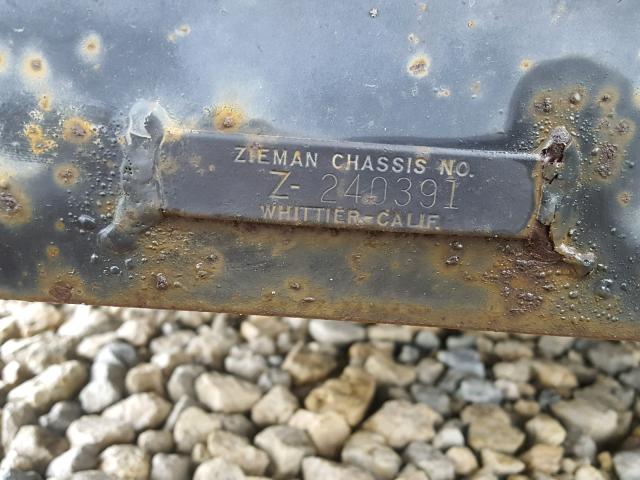 ZIEMAN CHASSIS NO.
Z- 240391
WHITTIER-CALIF.